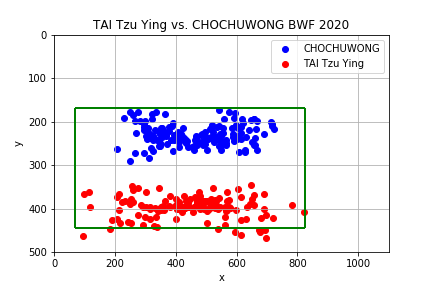 TAI Tzu Ying vs. CHOCHUWONG BWF 2020
CHOCHUWONG
TAI Tzu Ying
0
100
200
300
400
500
y
0 200 400 600 800 1000
x